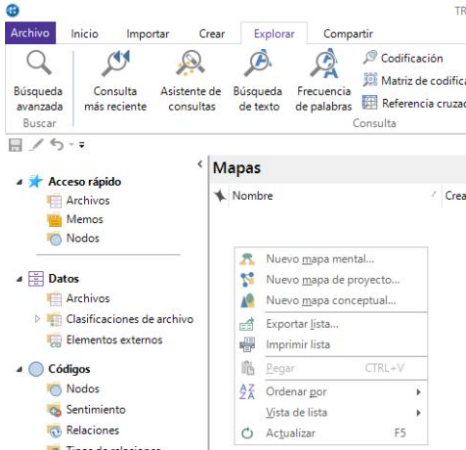 TR
Archivo Inicio Importar Crear Explorar Compartir
Búsqueda avanzada
Consulta más reciente
Asistente de consultas
Búsqueda de texto
Frecuencia de palabras
Codificación
Matriz de codifica
Referencia cruzad
Buscar
Consulta
Acceso rápido
Archivos
Memos
Nodos
Datos
Archivos
Clasificaciones de archivo
Elementos externos
Códigos
Nodos
Sentimiento
Relaciones
Tipos de relaciones
Mapas
Nombre Crea
Nuevo mapa mental...
Nuevo mapa de proyecto...
Nuevo mapa conceptual...
Exportar lista...
Imprimir lista
Pegar CTRL+V
Ordenar por
Vista de lista
Actualizar F5